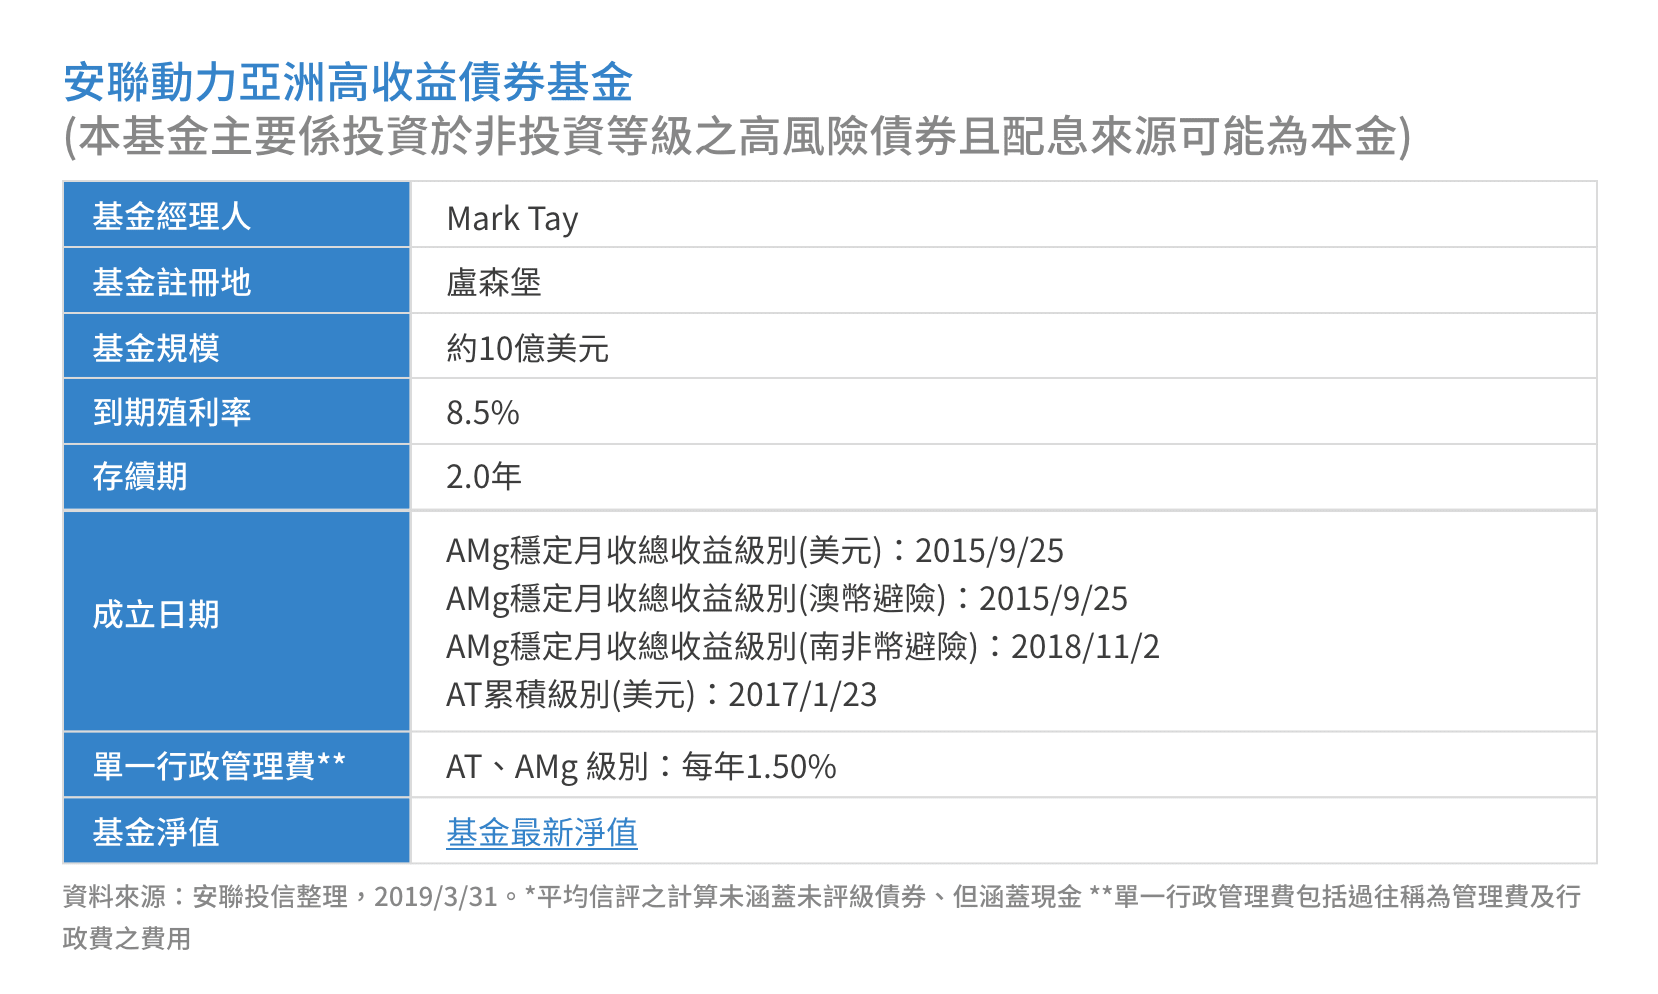 安聯動力亞洲高收益債券基金
(本基金主要係投資於非投資等級之高風險債券且配息來源可能為本金)
基金經理人 Mark Tay
基金註冊地 盧森堡
基金規模 約10億美元
到期殖利率 8.5%
存續期 2.0年
成立日期
AMg穩定月收總收益級別(美元)：2015/9/25
AMg穩定月收總收益級別(澳幣避險)：2015/9/25
AMg穩定月收總收益級別(南非幣避險)：2018/11/2
AT累積級別(美元)：2017/1/23
單一行政管理費** AT、AMg 級別：每年1.50%
基金淨值 基金最新淨值
資料來源：安聯投信整理，2019/3/31。*平均信評之計算未涵蓋未評級債券、但涵蓋現金 **單一行政管理費包括過往稱為管理費及行
政費之費用